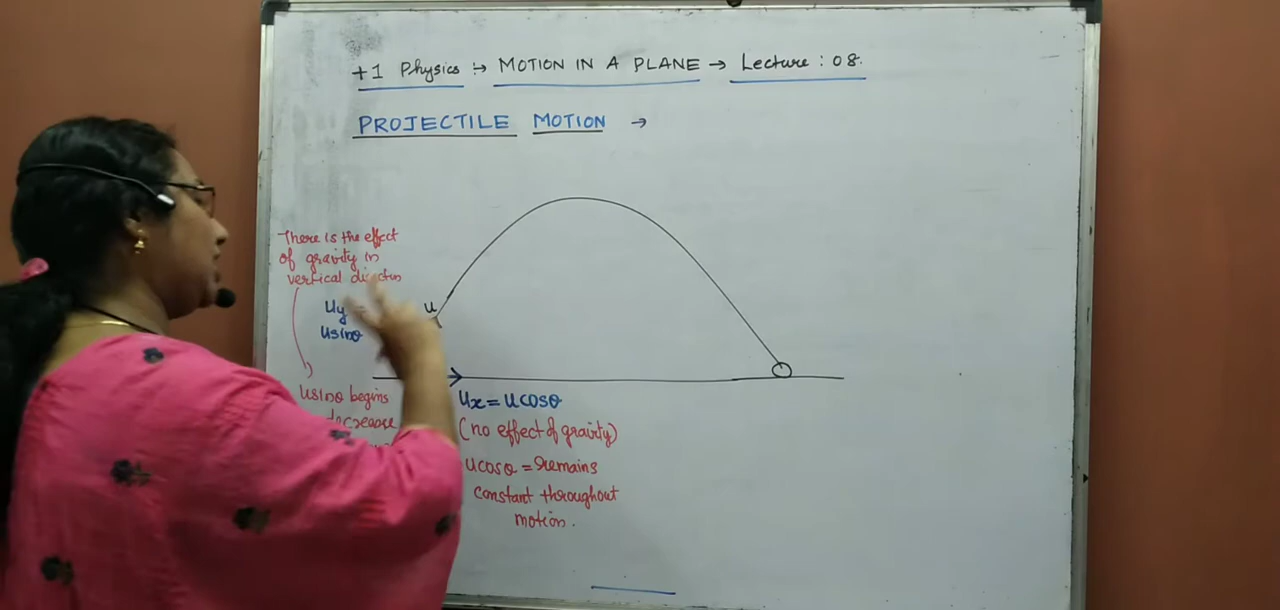 +1 Physics :→ MOTION IN A PLANE → Lecture : 08.
PROJECTILE MOTION →
There is the effect
of gravity in
vertical direction
uy =
usinθ
u
usinθ begins
decrease
ux = ucosθ
(no effect of gravity)
ucosθ = remains
constant throughout
motion.